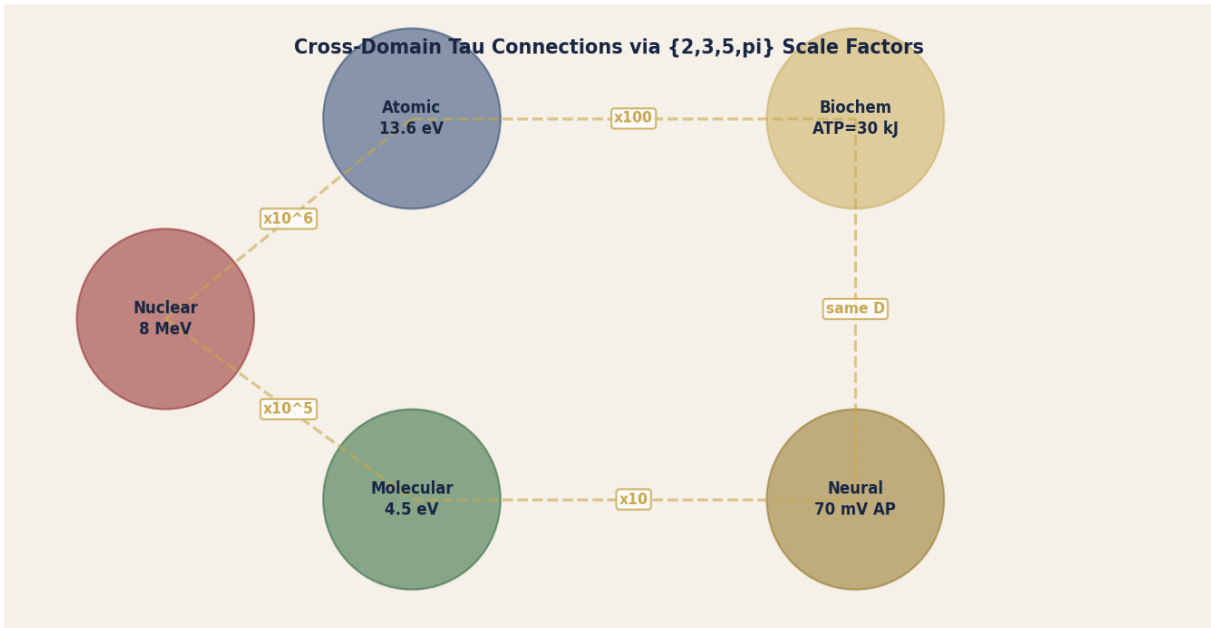 Cross-Domain Tau Connections via {2,3,5,pi} Scale Factors
Atomic
13.6 eV
x100
Biochem
ATP=30 kJ
x10^6
Nuclear
8 MeV
same D
x10^5
Molecular
4.5 eV
x10
Neural
70 mV AP